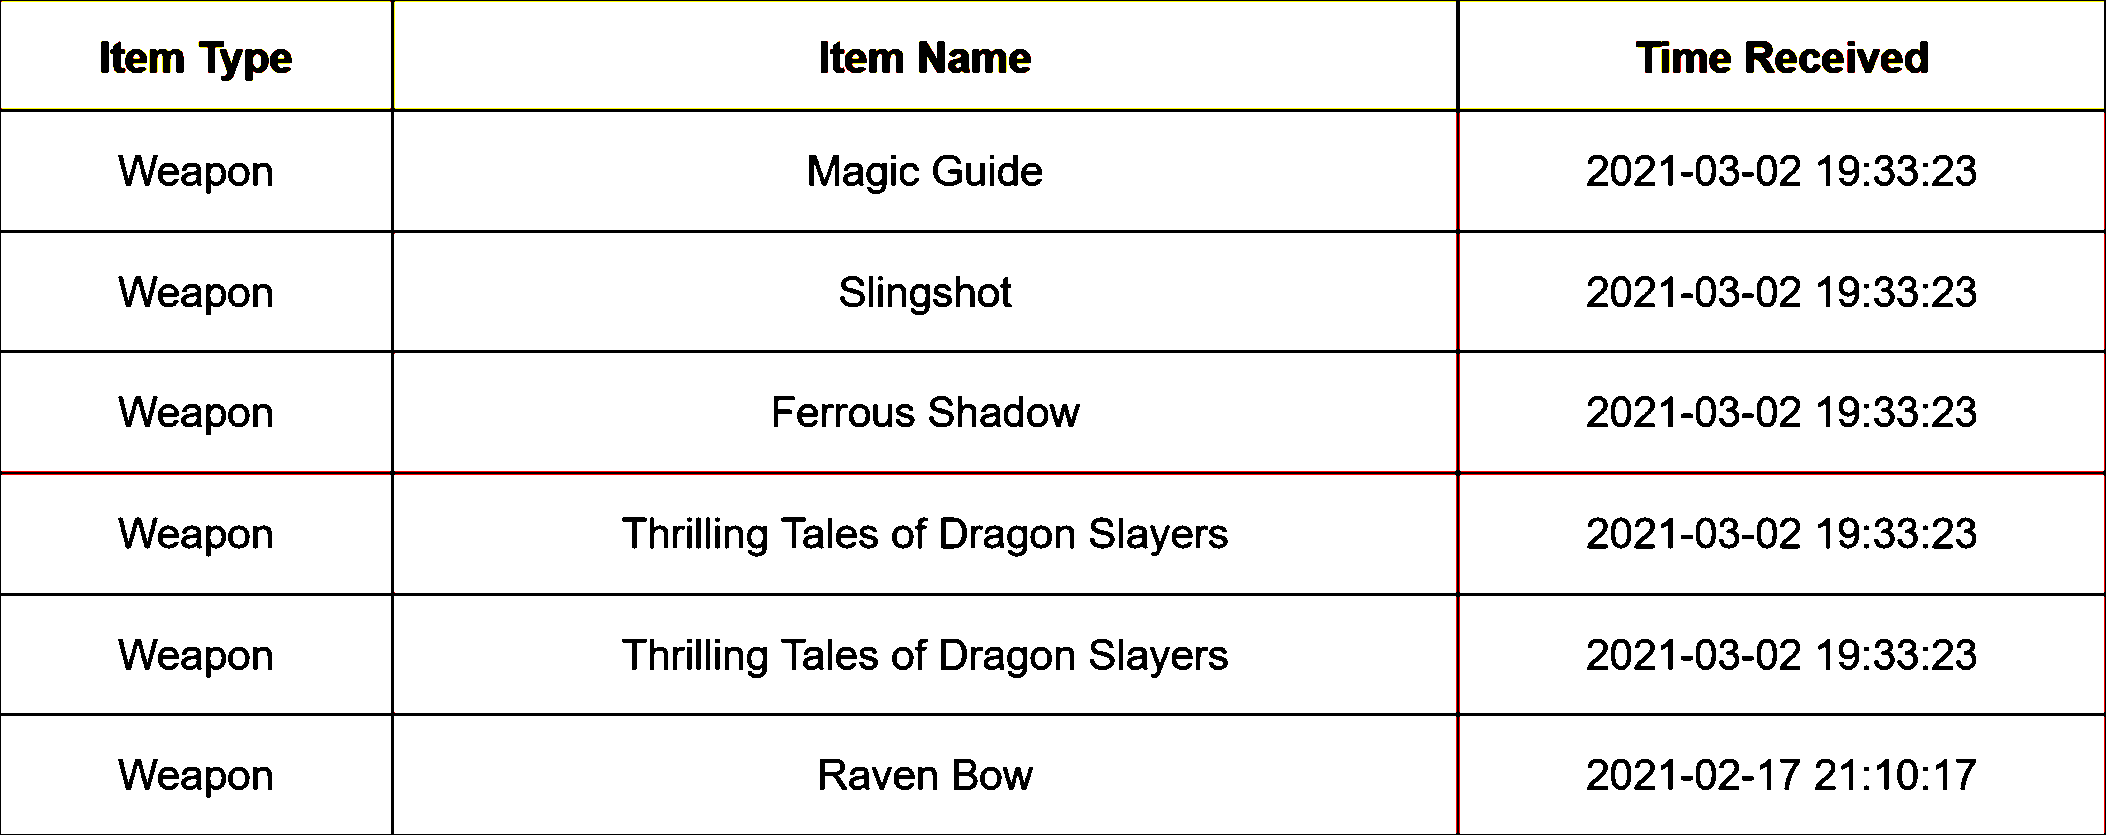 Item Type Item Name Time Received
Weapon Magic Guide 2021-03-02 19:33:23
Weapon Slingshot 2021-03-02 19:33:23
Weapon Ferrous Shadow 2021-03-02 19:33:23
Weapon Thrilling Tales of Dragon Slayers 2021-03-02 19:33:23
Weapon Thrilling Tales of Dragon Slayers 2021-03-02 19:33:23
Weapon Raven Bow 2021-02-17 21:10:17